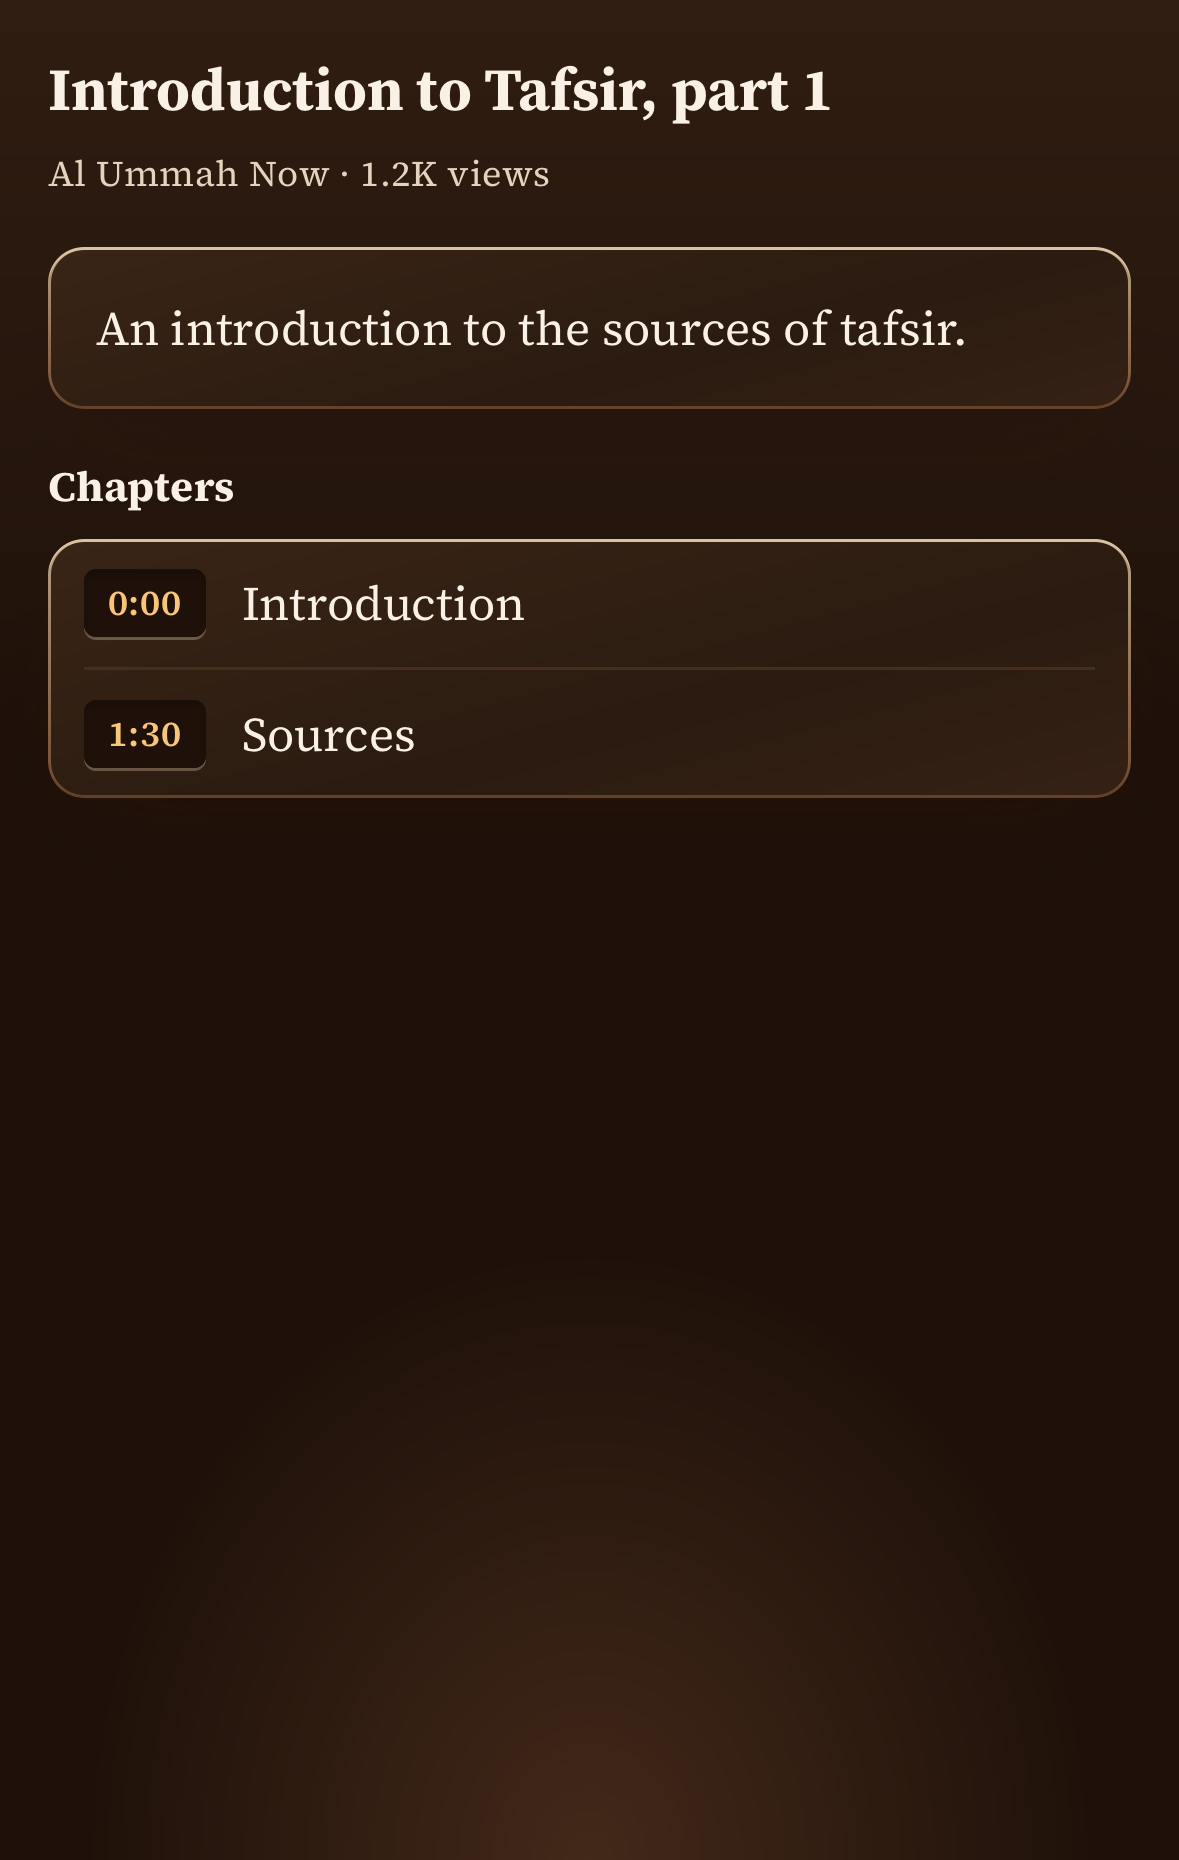 Introduction to Tafsir, part 1
Al Ummah Now · 1.2K views
An introduction to the sources of tafsir.
Chapters
0:00 Introduction
1:30 Sources